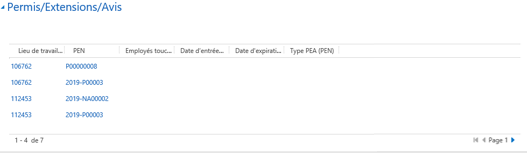 Permis/Extensions/Avis
Lieu de travail... PEN Employés touc... Date d'entrée... Date d'expirati... Type PEA (PEN)
106762 P00000008
106762 2019-P00003
112453 2019-NA00002
112453 2019-P00003
1 - 4 de 7 Page 1